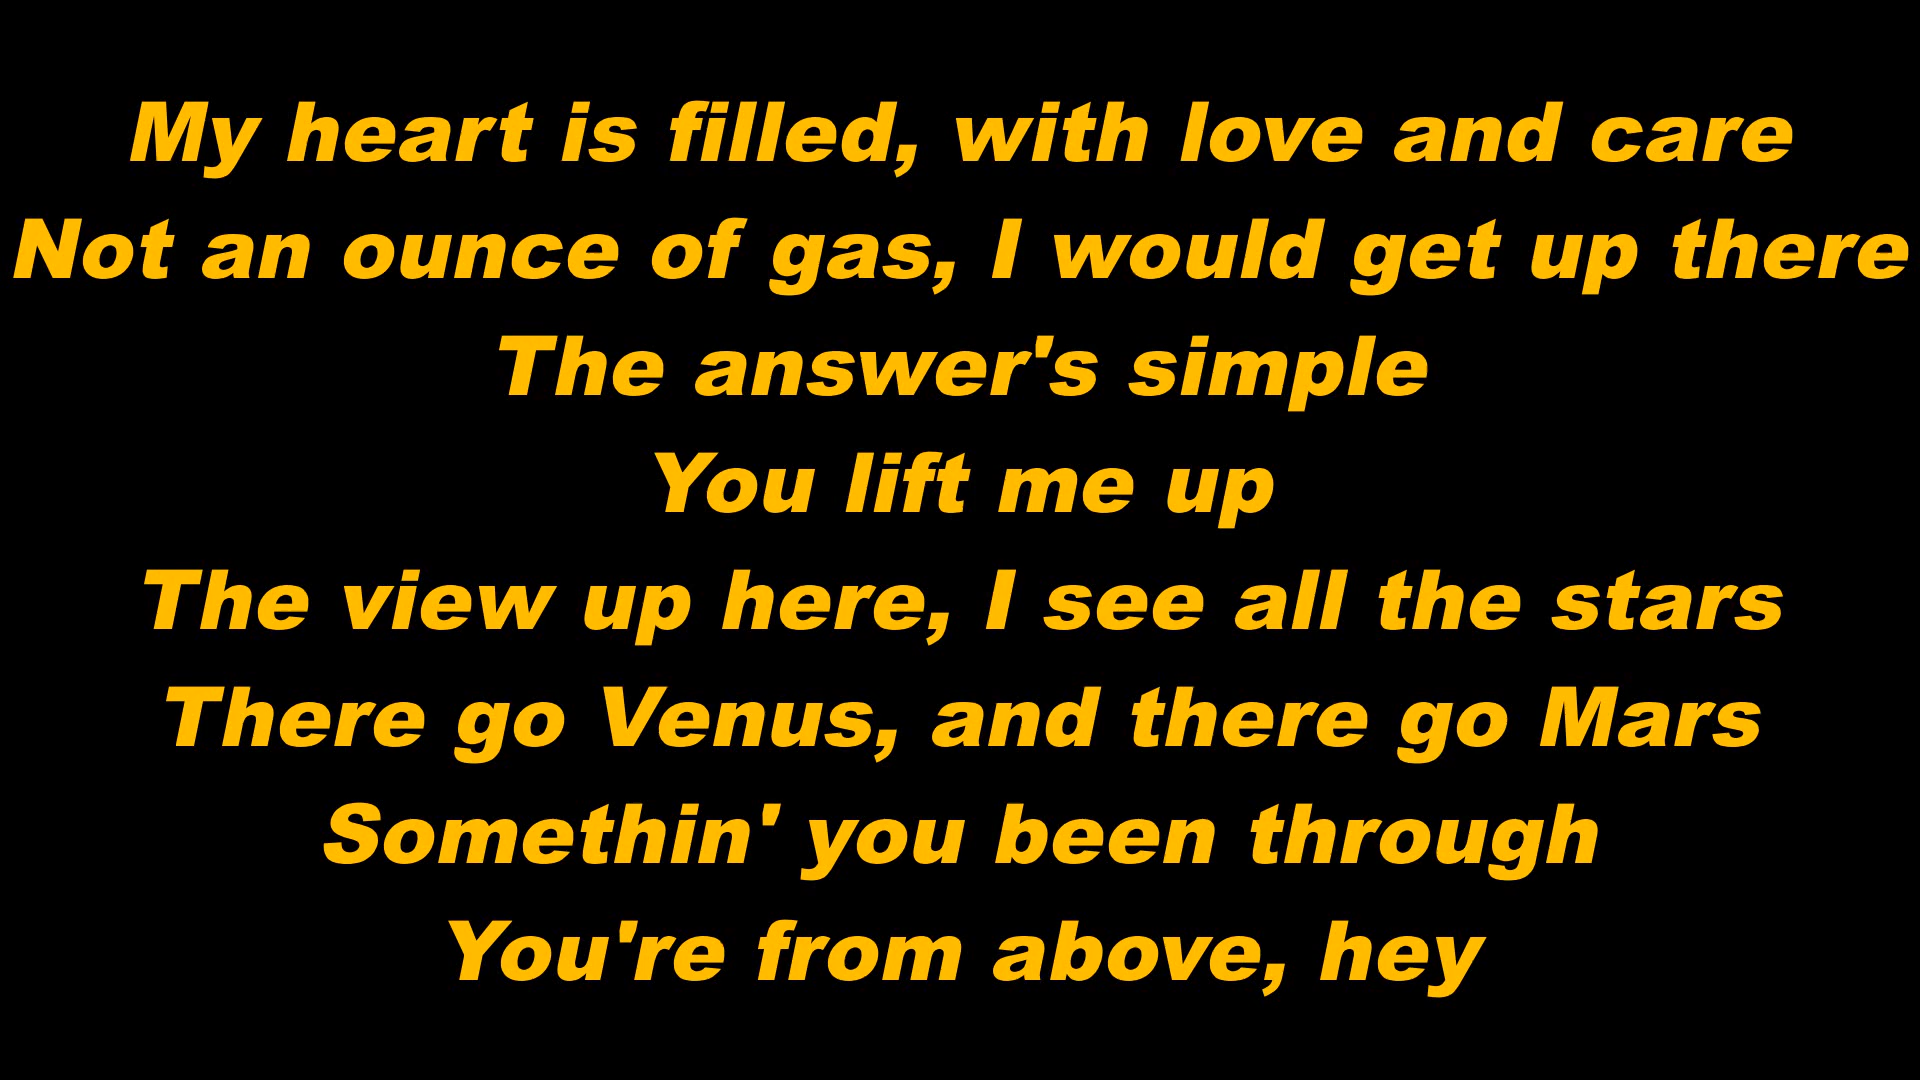 My heart is filled, with love and care
Not an ounce of gas, I would get up there
The answer's simple
You lift me up
The view up here, I see all the stars
There go Venus, and there go Mars
Somethin' you been through
You're from above, hey